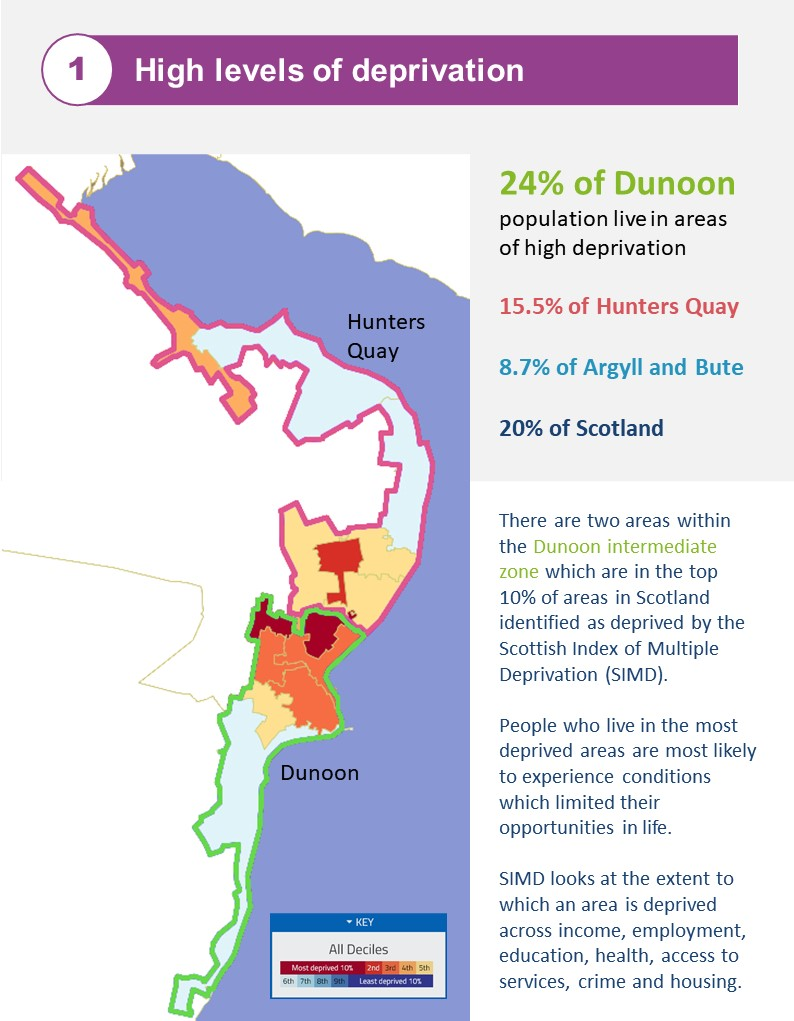 1
High levels of deprivation
Hunters
Quay
Dunoon
KEY
All Deciles
Most deprived 10% 2nd 3rd 4th 5th
6th 7th 8th 9th Least deprived 10%
24% of Dunoon
population live in areas
of high deprivation
15.5% of Hunters Quay
8.7% of Argyll and Bute
20% of Scotland
There are two areas within
the Dunoon intermediate
zone which are in the top
10% of areas in Scotland
identified as deprived by the
Scottish Index of Multiple
Deprivation (SIMD).
People who live in the most
deprived areas are most likely
to experience conditions
which limited their
opportunities in life.
SIMD looks at the extent to
which an area is deprived
across income, employment,
education, health, access to
services, crime and housing.